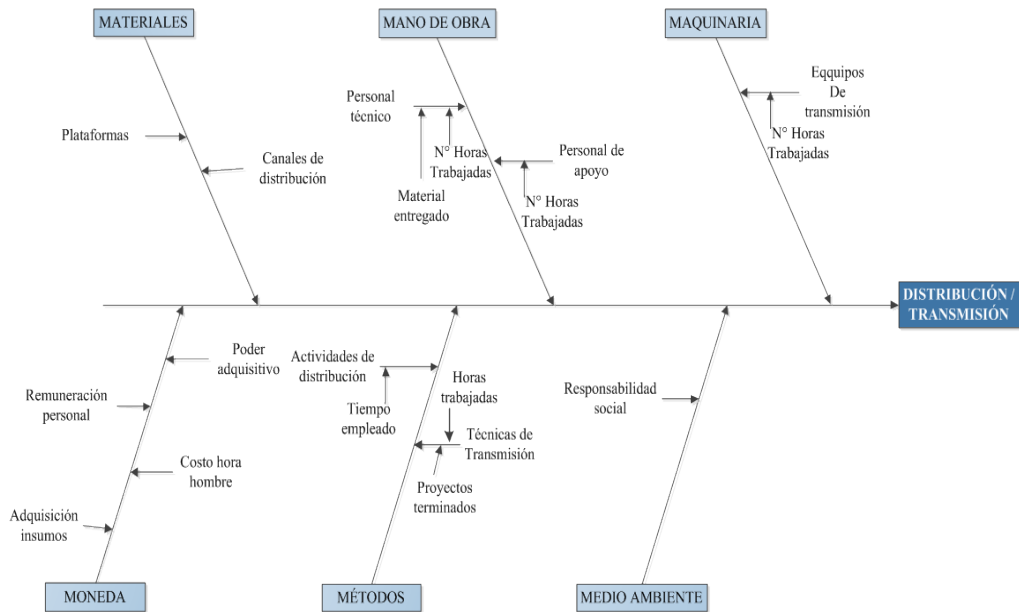 MATERIALES
MANO DE OBRA
MAQUINARIA
Plataformas
Canales de
distribución
Personal
técnico
N° Horas
Trabajadas
Material
entregado
Personal de
apoyo
N° Horas
Trabajadas
Eqquipos
De
transmisión
N° Horas
Trabajadas
DISTRIBUCIÓN /
TRANSMISIÓN
Poder
adquisitivo
Remuneración
personal
Costo hora
hombre
Adquisición
insumos
Actividades de
distribución
Tiempo
empleado
Horas
trabajadas
Técnicas de
Transmisión
Proyectos
terminados
Responsabilidad
social
MONEDA
MÉTODOS
MEDIO AMBIENTE